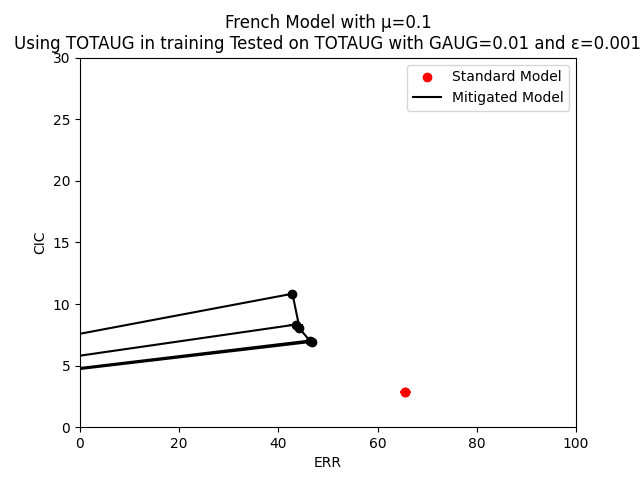 French Model with μ=0.1
Using TOTAUG in training Tested on TOTAUG with GAUG=0.01 and ε=0.001
30
25
20
15
10
5
0
CIC
Standard Model
Mitigated Model
0 20 40 60 80 100
ERR